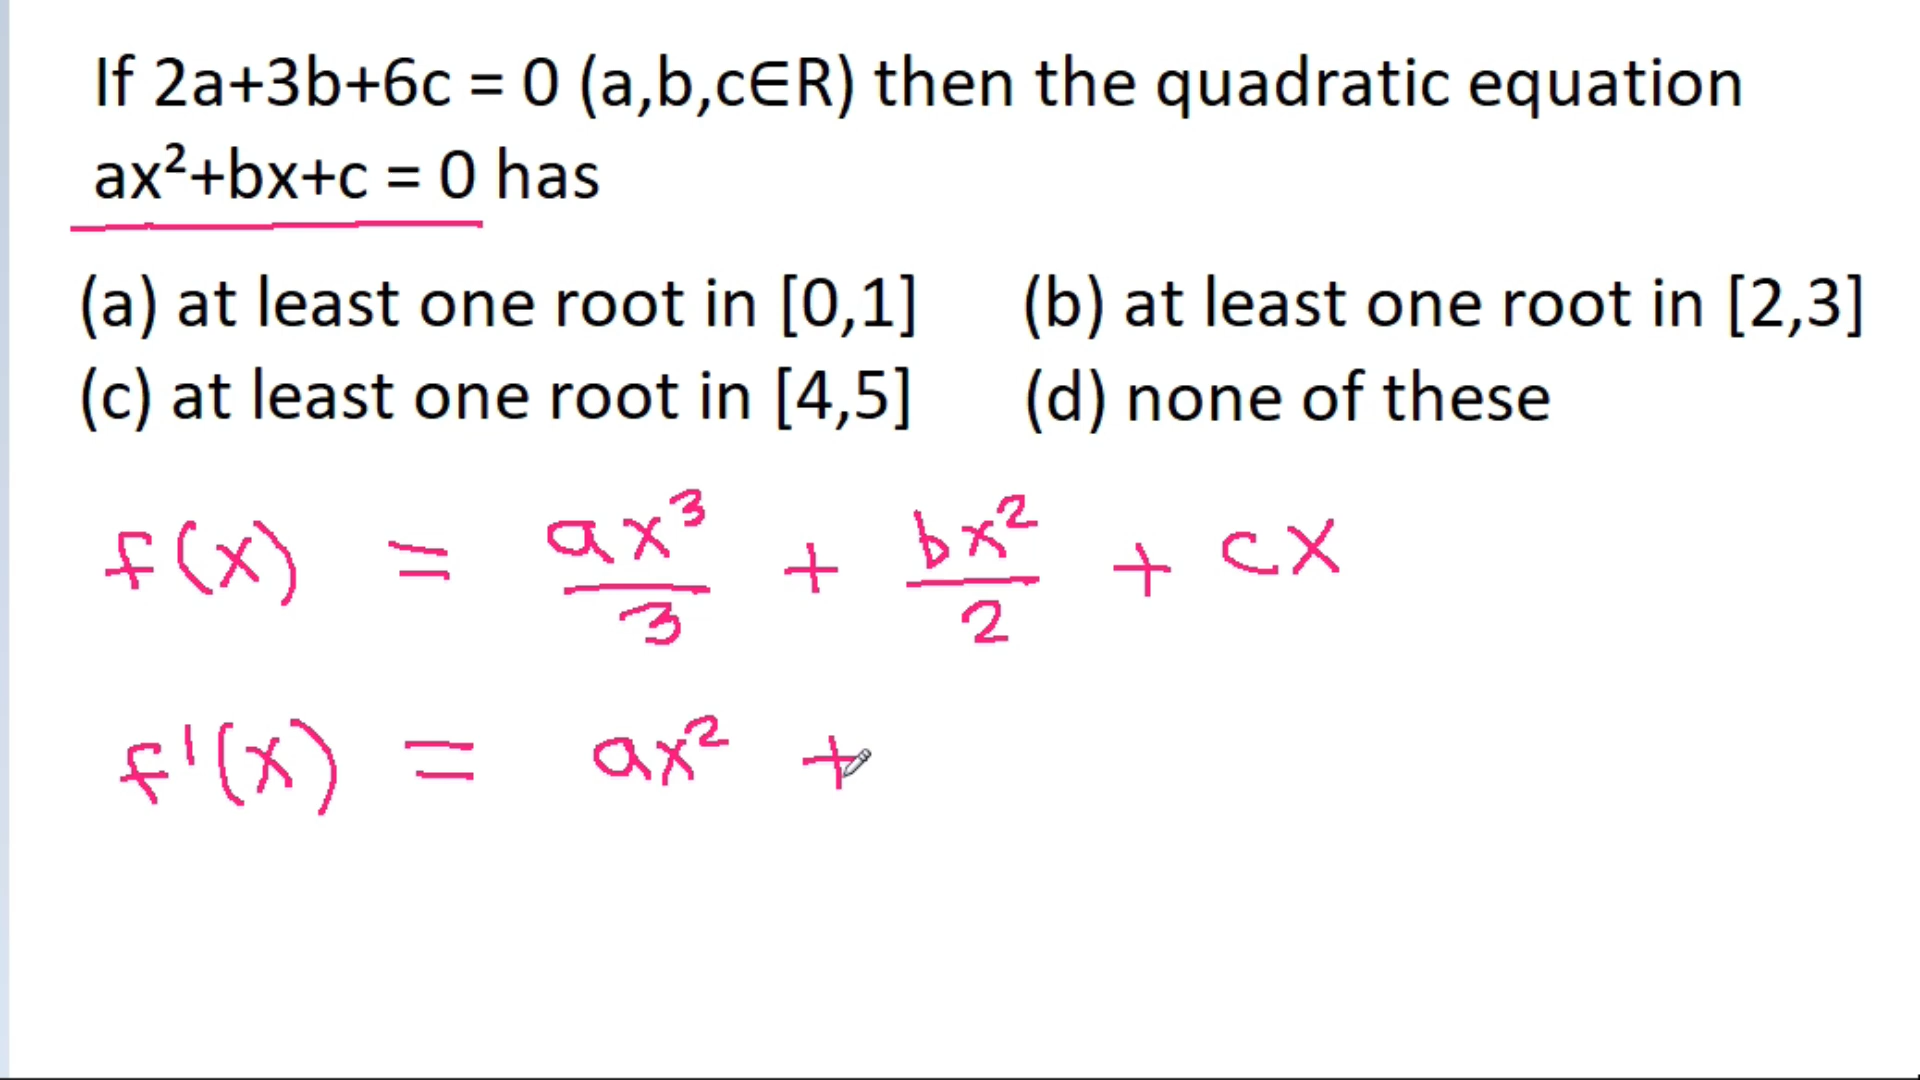 If 2a+3b+6c = 0 (a,b,c∈R) then the quadratic equation
ax²+bx+c = 0 has
(a) at least one root in [0,1] (b) at least one root in [2,3]
(c) at least one root in [4,5] (d) none of these
f(x) = ax³/3 + bx²/2 + cx
f'(x) = ax² +